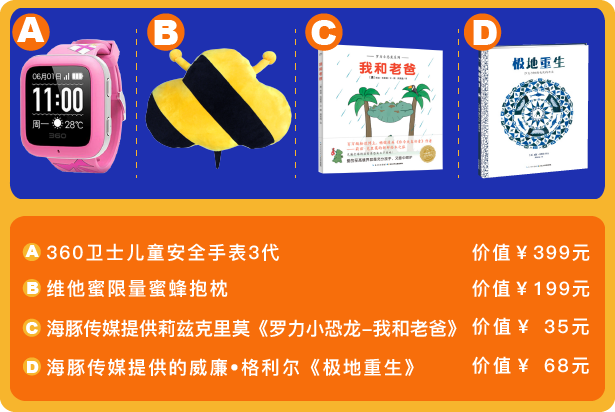 A
B
C
D
06月01日
11:00
周一 28℃
360
我和老爸
极地重生
A 360卫士儿童安全手表3代 价值￥399元
B 维他蜜限量蜜蜂抱枕 价值￥199元
C 海豚传媒提供莉兹克里莫《罗力小恐龙-我和老爸》 价值￥ 35元
D 海豚传媒提供的威廉•格利尔《极地重生》 价值￥ 68元